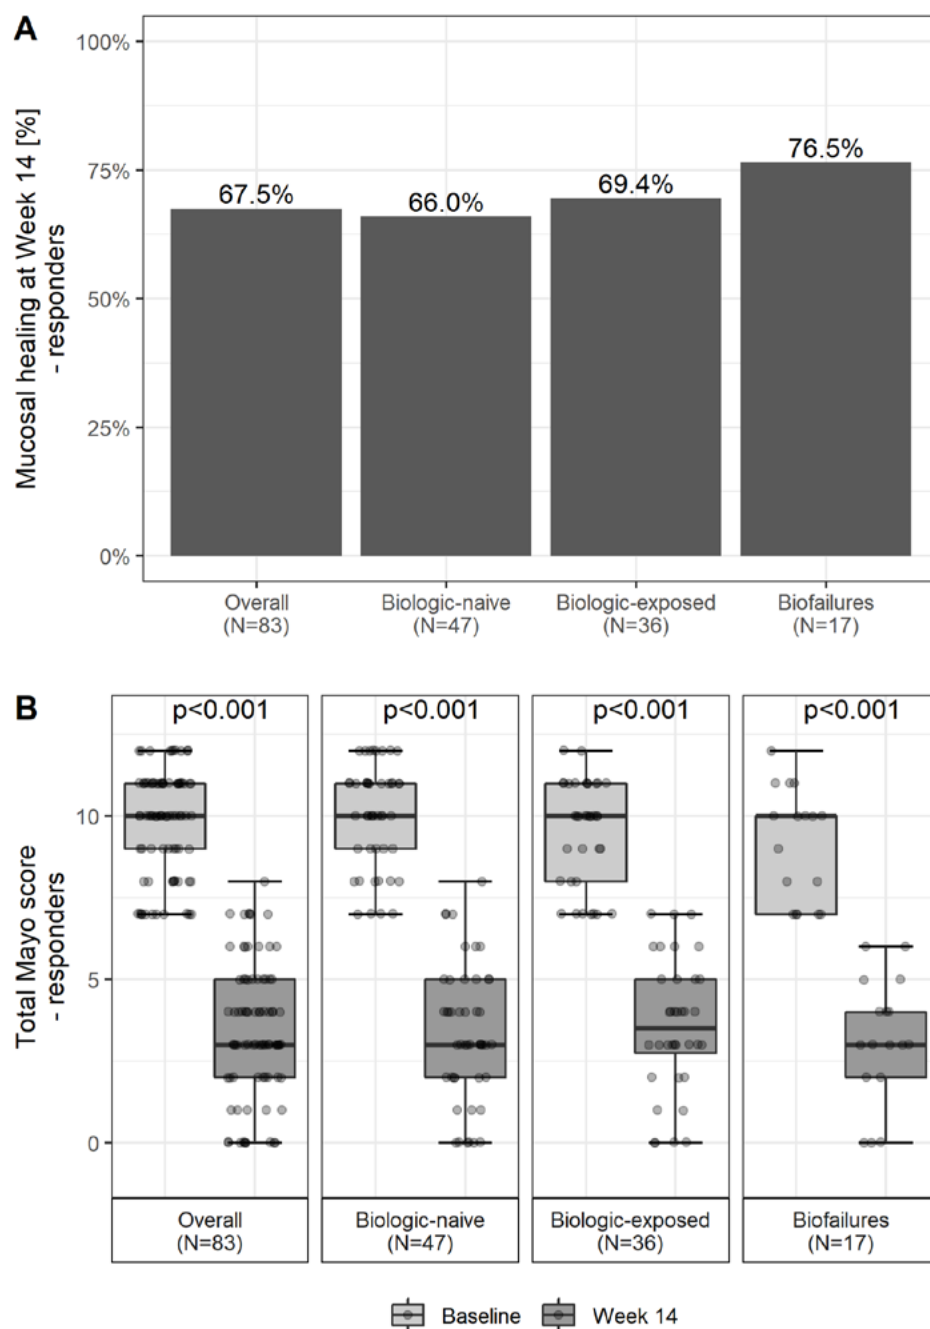 A
Mucosal healing at Week 14 [%]
- responders
100%
75%
50%
25%
0%
67.5%
66.0%
69.4%
76.5%
Overall
(N=83)
Biologic-naive
(N=47)
Biologic-exposed
(N=36)
Biofailures
(N=17)
B
Total Mayo score
- responders
10
5
0
p<0.001
p<0.001
p<0.001
p<0.001
Overall
(N=83)
Biologic-naive
(N=47)
Biologic-exposed
(N=36)
Biofailures
(N=17)
Baseline
Week 14